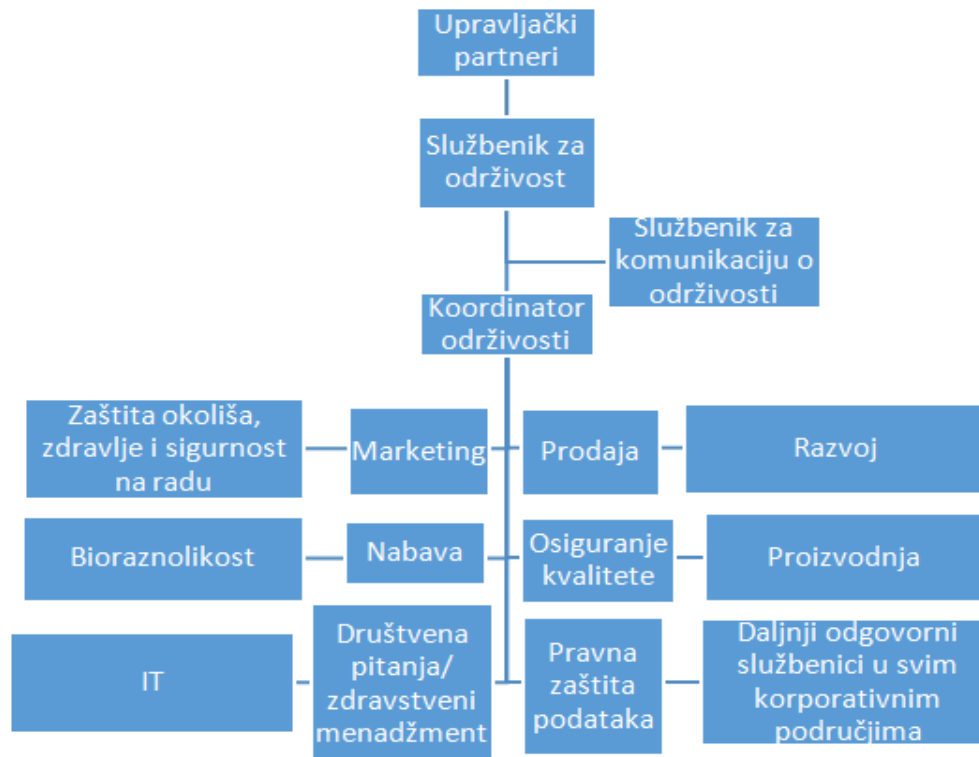 Upravljački
partneri
Službenik za
održivost
Službenik za
komunikaciju o
održivosti
Koordinator
održivosti
Zaštita okoliša,
zdravlje i sigurnost
na radu
Marketing
Prodaja
Razvoj
Bioraznolikost
Nabava
Osiguranje
kvalitete
Proizvodnja
IT
Društvena
pitanja/
zdravstveni
menadžment
Pravna
zaštita
podataka
Daljnji odgovorni
službenici u svim
korporativnim
područjima